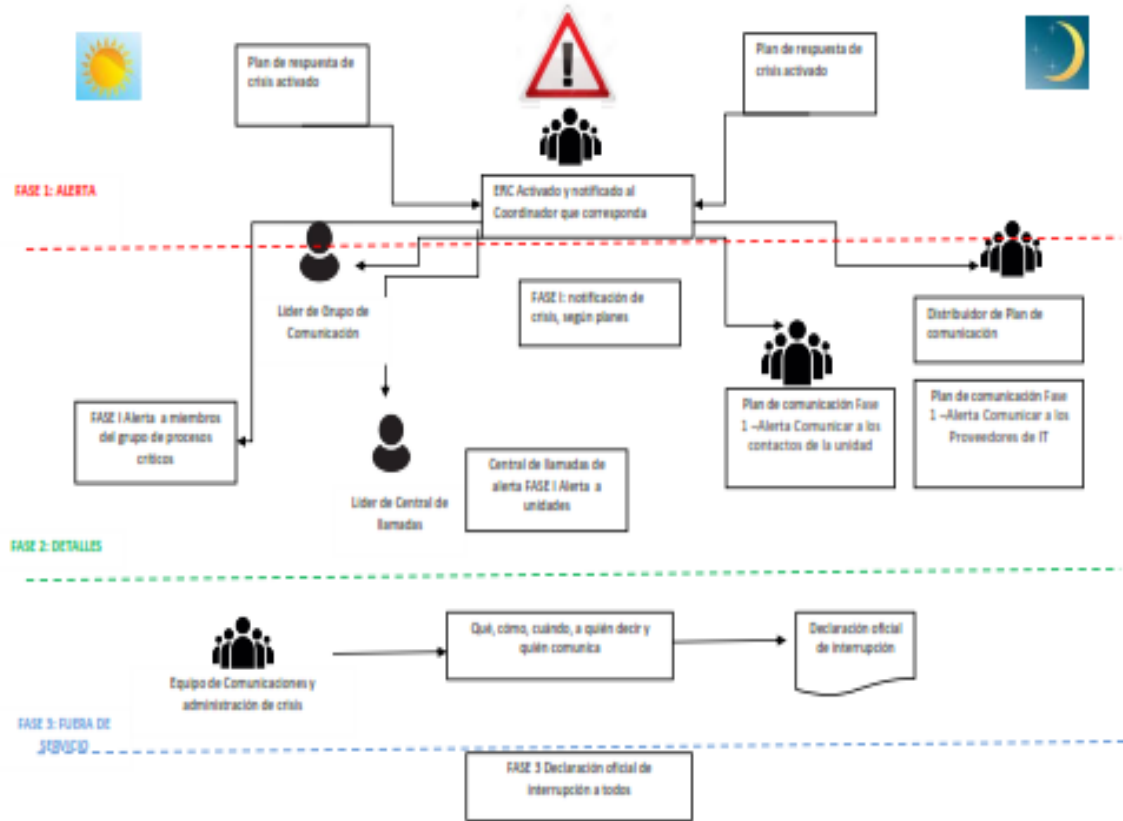 Plan de respuesta de
crisis activado
Plan de respuesta de
crisis activado
FASE 1: ALERTA
ERC Activado y notificado al
Coordinador que corresponda
Líder de Grupo de
Comunicación
FASE I: notificación de
crisis, según planes
Distribuidor de Plan de
comunicación
FASE I Alerta a miembros
del grupo de procesos
críticos
Plan de comunicación Fase
1 –Alerta Comunicar a los
contactos de la unidad
Plan de comunicación Fase
1 –Alerta Comunicar a los
Proveedores de IT
Líder de Central de
llamadas
Central de llamadas de
alerta FASE I Alerta a
unidades
FASE 2: DETALLES
Equipo de Comunicaciones y
administración de crisis
Qué, cómo, cuándo, a quién decir y
quién comunica
Declaración oficial
de interrupción
FASE 3: FUERA DE
SERVICIO
FASE 3 Declaración oficial de
interrupción a todos